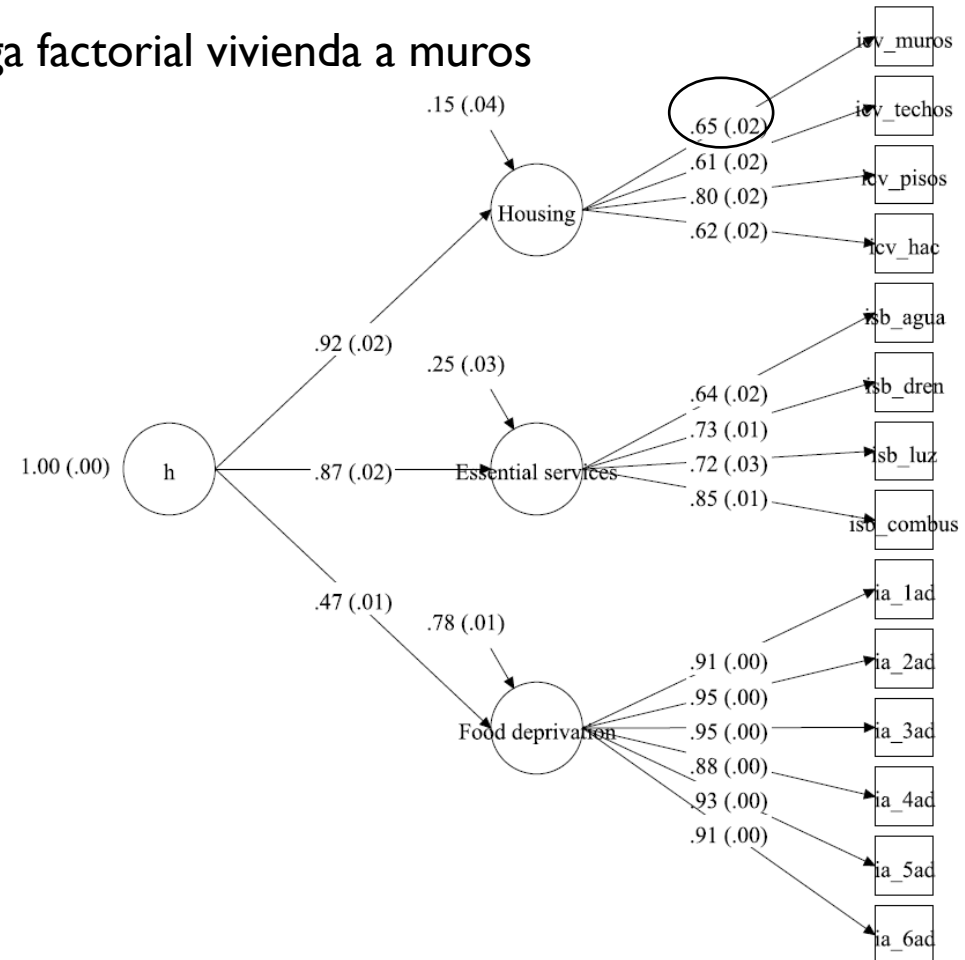 ga factorial vivienda a muros
icv_muros
.15 (.04)
icv_techos
.65 (.02)
.61 (.02)
icv_pisos
.80 (.02)
Housing
.62 (.02)
icv_hac
isb_agua
.92 (.02)
.25 (.03)
isb_dren
.64 (.02)
.73 (.01)
isb_luz
1.00 (.00)
h
.87 (.02)
Essential services
.72 (.03)
.85 (.01)
isb_combus
ia_1ad
.47 (.01)
.78 (.01)
ia_2ad
.91 (.00)
.95 (.00)
Food deprivation
.95 (.00)
ia_3ad
.88 (.00)
ia_4ad
.93 (.00)
.91 (.00)
ia_5ad
ia_6ad